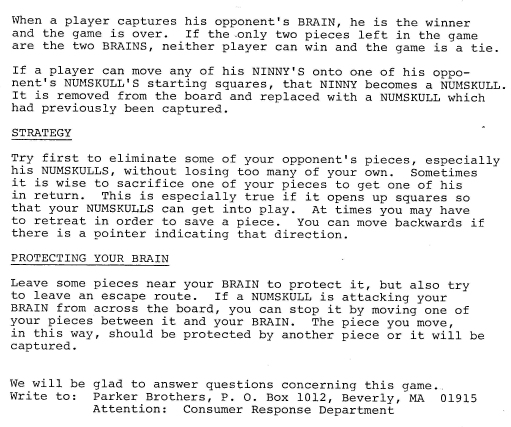 When a player captures his opponent's BRAIN, he is the winner
and the game is over.  If the only two pieces left in the game
are the two BRAINS, neither player can win and the game is a tie.
If a player can move any of his NINNY'S onto one of his oppo-
nent's NUMSKULL'S starting squares, that NINNY becomes a NUMSKULL.
It is removed from the board and replaced with a NUMSKULL which
had previously been captured.
STRATEGY
Try first to eliminate some of your opponent's pieces, especially
his NUMSKULLS, without losing too many of your own.  Sometimes
it is wise to sacrifice one of your pieces to get one of his
in return.  This is especially true if it opens up squares so
that your NUMSKULLS can get into play.  At times you may have
to retreat in order to save a piece.  You can move backwards if
there is a pointer indicating that direction.
PROTECTING YOUR BRAIN
Leave some pieces near your BRAIN to protect it, but also try
to leave an escape route.  If a NUMSKULL is attacking your
BRAIN from across the board, you can stop it by moving one of
your pieces between it and your BRAIN.  The piece you move,
in this way, should be protected by another piece or it will be
captured.
We will be glad to answer questions concerning this game.
Write to:  Parker Brothers, P. O. Box 1012, Beverly, MA  01915
Attention:  Consumer Response Department